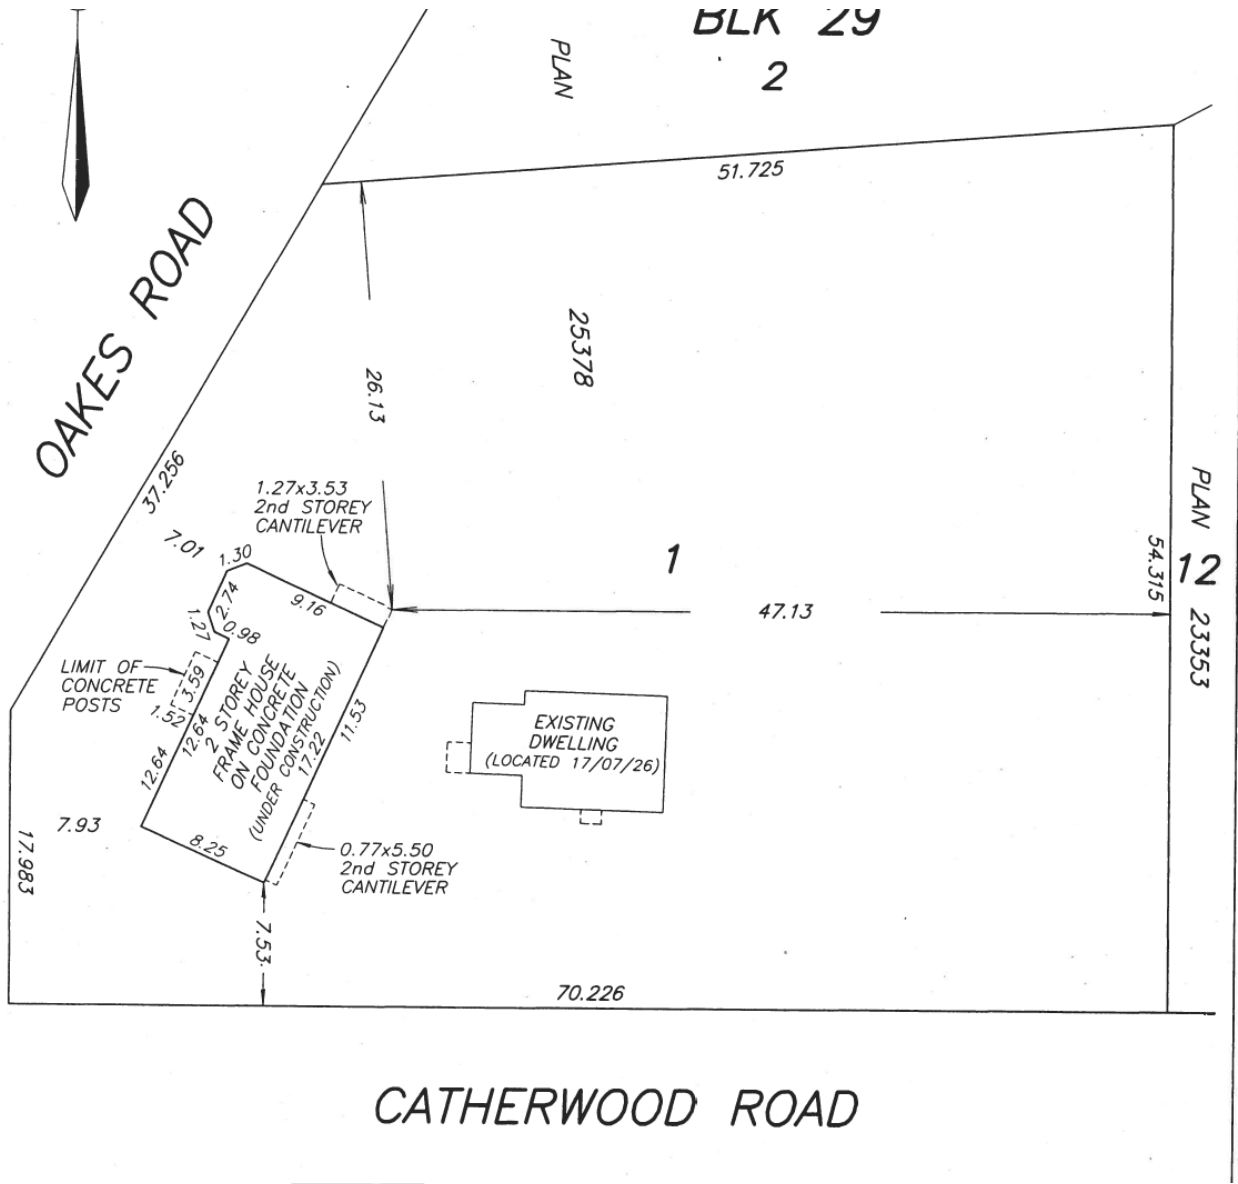 BLK 29
PLAN
2
51.725
OAKES ROAD
26.13
25378
37.256
1.27x3.53
2nd STOREY
CANTILEVER
7.01
1.30
9.16
2.74
1.27
0.98
1
47.13
54.315
PLAN
12
23353
LIMIT OF
CONCRETE
POSTS
3.59
1.52
12.64
12.64
2 STOREY
FRAME HOUSE
ON CONCRETE
FOUNDATION
(UNDER CONSTRUCTION)
17.22
11.53
EXISTING
DWELLING
(LOCATED 17/07/26)
7.93
8.25
17.983
0.77x5.50
2nd STOREY
CANTILEVER
7.53
70.226
CATHERWOOD ROAD